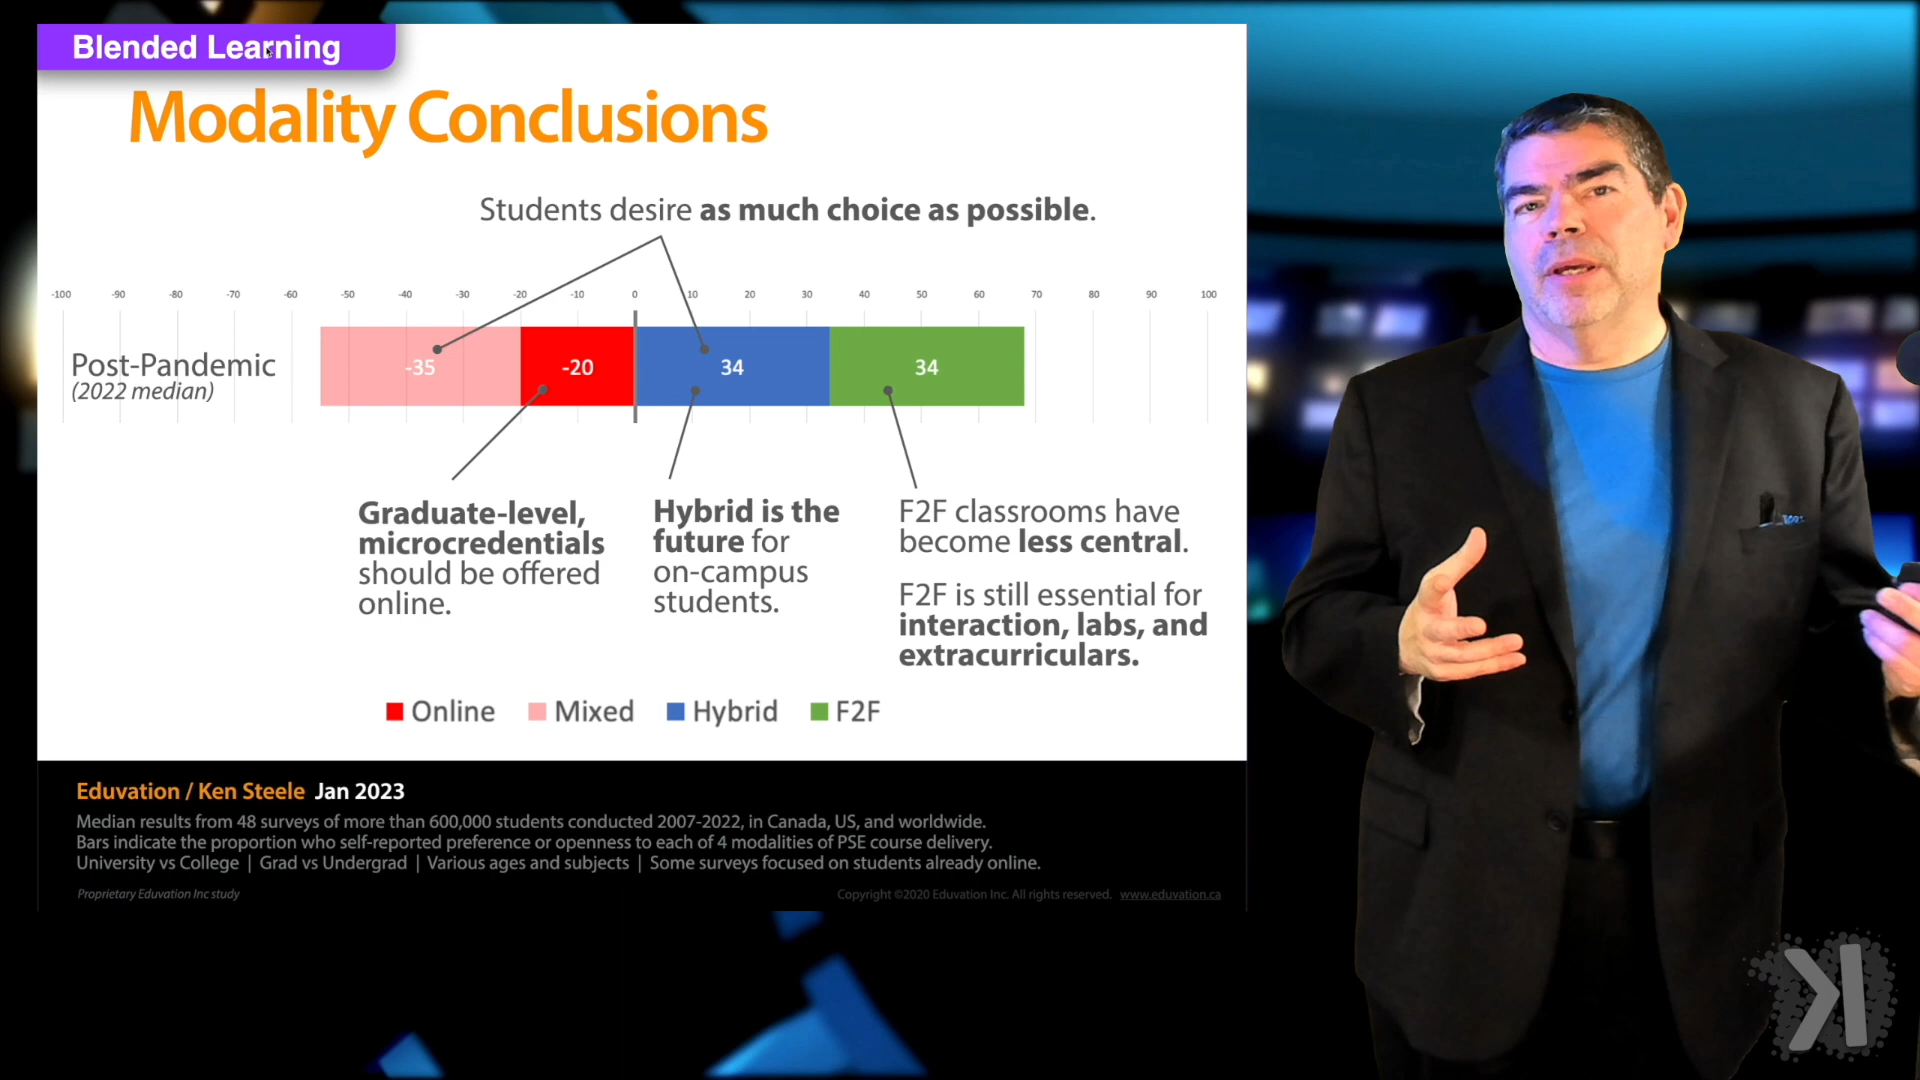 Blended Learning
Modality Conclusions
Students desire as much choice as possible.
-100 -90 -80 -70 -60 -50 -40 -30 -20 -10 0 10 20 30 40 50 60 70 80 90 100
Post-Pandemic
(2022 median)
-35 -20 34 34
Graduate-level,
microcredentials
should be offered
online.
Hybrid is the
future for
on-campus
students.
F2F classrooms have
become less central.
F2F is still essential for
interaction, labs, and
extracurriculars.
Online Mixed Hybrid F2F
Eduvation / Ken Steele Jan 2023
Median results from 48 surveys of more than 600,000 students conducted 2007-2022, in Canada, US, and worldwide.
Bars indicate the proportion who self-reported preference or openness to each of 4 modalities of PSE course delivery.
University vs College | Grad vs Undergrad | Various ages and subjects | Some surveys focused on students already online.
Proprietary Eduvation Inc study
Copyright ©2020 Eduvation Inc. All rights reserved. www.eduvation.ca